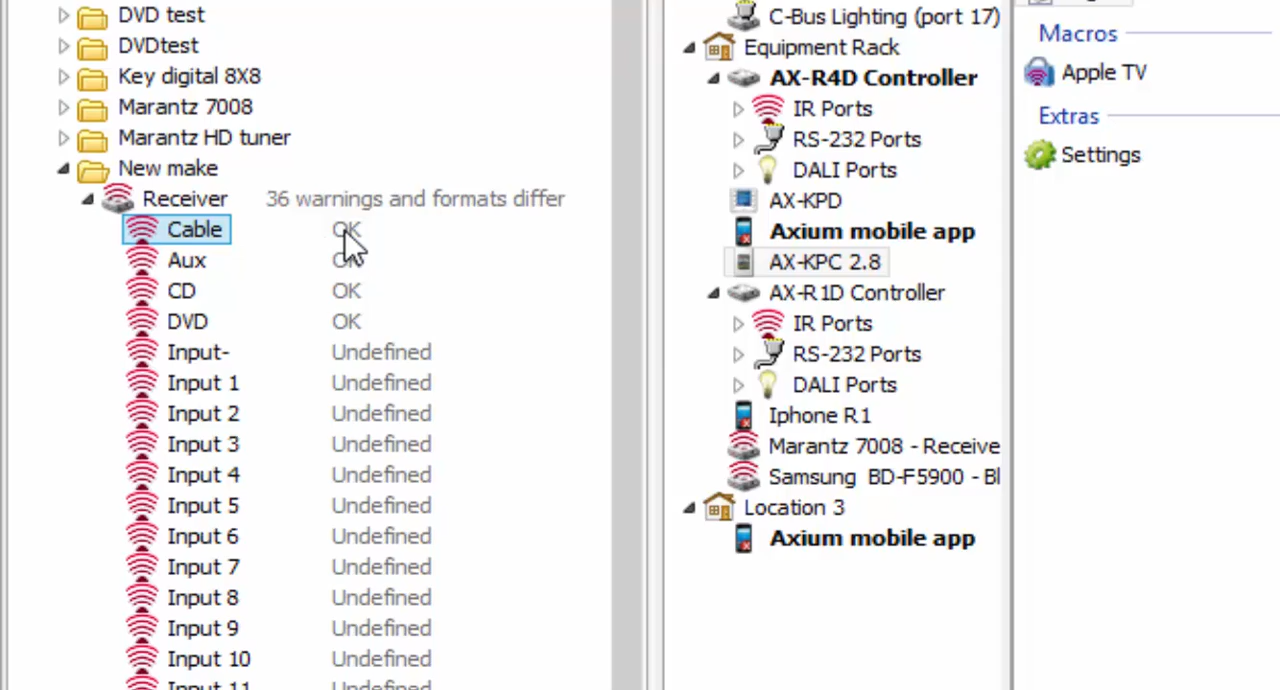 DVD test
DVDtest
Key digital 8X8
Marantz 7008
Marantz HD tuner
New make
Receiver 36 warnings and formats differ
Cable OK
Aux
CD OK
DVD OK
Input- Undefined
Input 1 Undefined
Input 2 Undefined
Input 3 Undefined
Input 4 Undefined
Input 5 Undefined
Input 6 Undefined
Input 7 Undefined
Input 8 Undefined
Input 9 Undefined
Input 10 Undefined
Input 11 Undefined
C-Bus Lighting (port 17)
Equipment Rack
AX-R4D Controller
IR Ports
RS-232 Ports
DALI Ports
AX-KPD
Axium mobile app
AX-KPC 2.8
AX-R1D Controller
IR Ports
RS-232 Ports
DALI Ports
Iphone R1
Marantz 7008 - Receive
Samsung BD-F5900 - Bl
Location 3
Axium mobile app
Macros
Apple TV
Extras
Settings